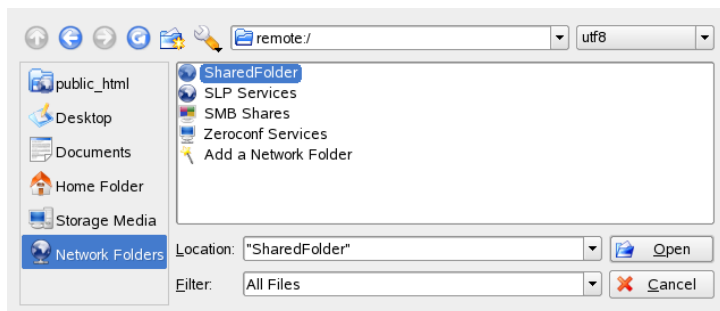 remote:/
utf8
public_html
Desktop
Documents
Home Folder
Storage Media
Network Folders
SharedFolder
SLP Services
SMB Shares
Zeroconf Services
Add a Network Folder
Location: "SharedFolder" Open
Filter: All Files Cancel